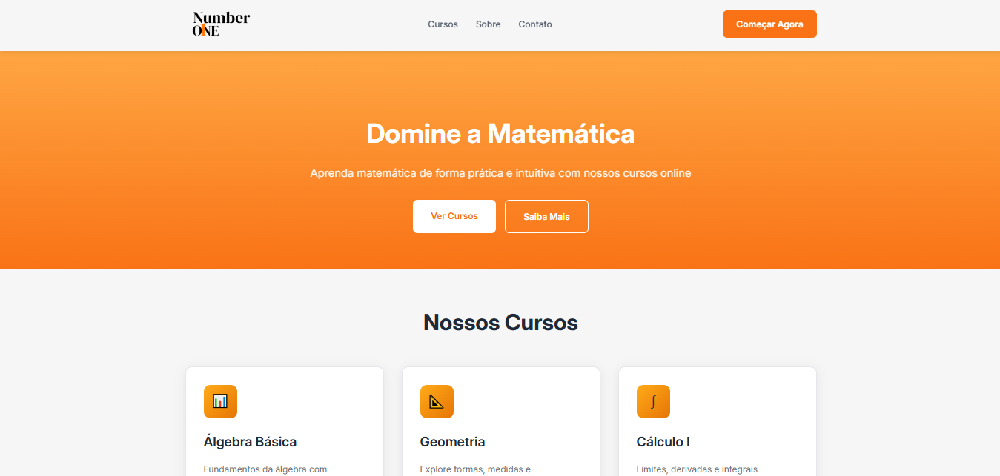 Number
ONE
Cursos
Sobre
Contato
Começar Agora
Domine a Matemática
Aprenda matemática de forma prática e intuitiva com nossos cursos online
Ver Cursos
Saiba Mais
Nossos Cursos
Álgebra Básica
Fundamentos da álgebra com
Geometria
Explore formas, medidas e
∫
Cálculo I
Limites, derivadas e integrais